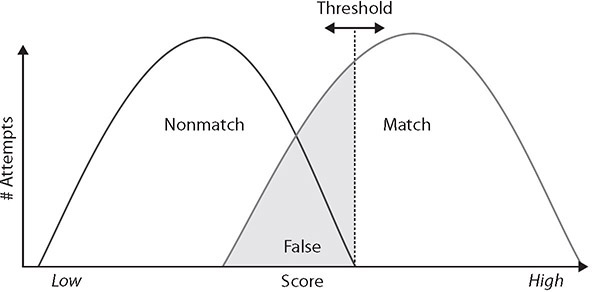 Threshold
Nonmatch
Match
# Attempts
False
Low
Score
High